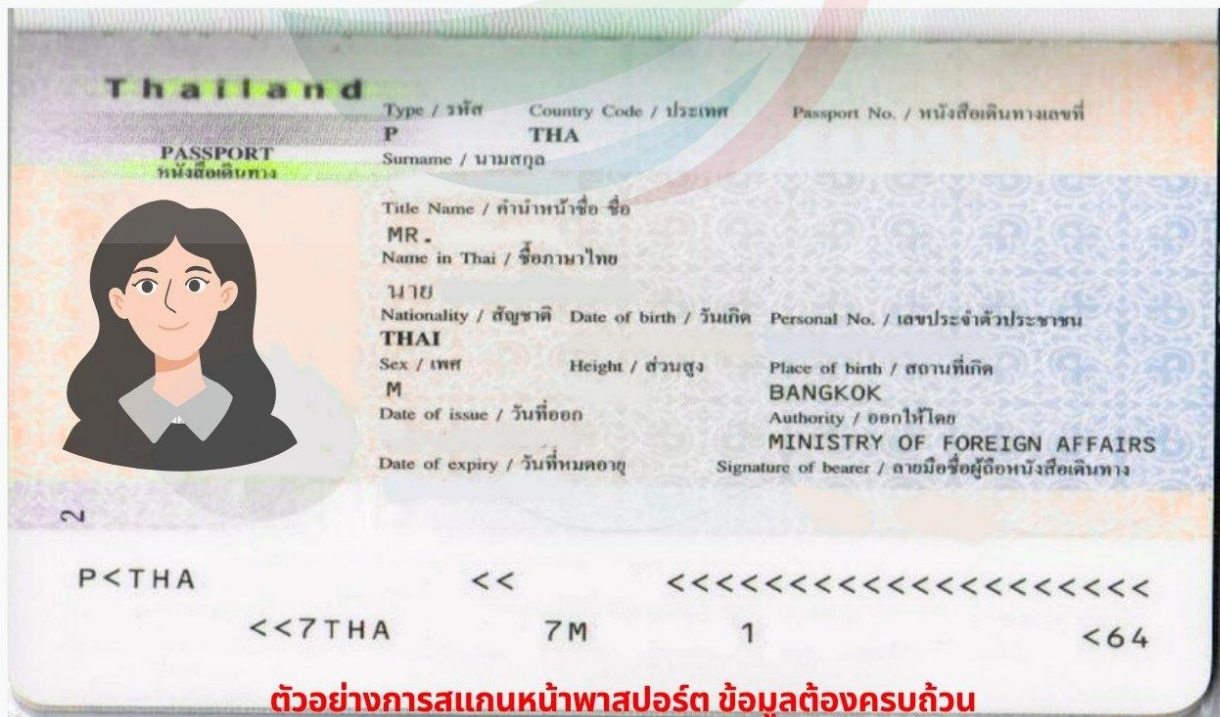 Thailand
PASSPORT
หนังสือเดินทาง
Type / รหัส Country Code / ประเทศ Passport No. / หนังสือเดินทางเลขที่
P THA
Surname / นามสกุล
Title Name / คำนำหน้าชื่อ ชื่อ
MR.
Name in Thai / ชื่อภาษาไทย
นาย
Nationality / สัญชาติ Date of birth / วันเกิด Personal No. / เลขประจำตัวประชาชน
THAI
Sex / เพศ Height / ส่วนสูง Place of birth / สถานที่เกิด
M BANGKOK
Date of issue / วันที่ออก Authority / ออกให้โดย
MINISTRY OF FOREIGN AFFAIRS
Date of expiry / วันที่หมดอายุ Signature of bearer / ลายมือชื่อผู้ถือหนังสือเดินทาง
2
P<THA << <<<<<<<<<<<<<<<<<<<<<<
<<7THA 7M 1 <64
ตัวอย่างการสแกนหน้าพาสปอร์ต ข้อมูลต้องครบถ้วน